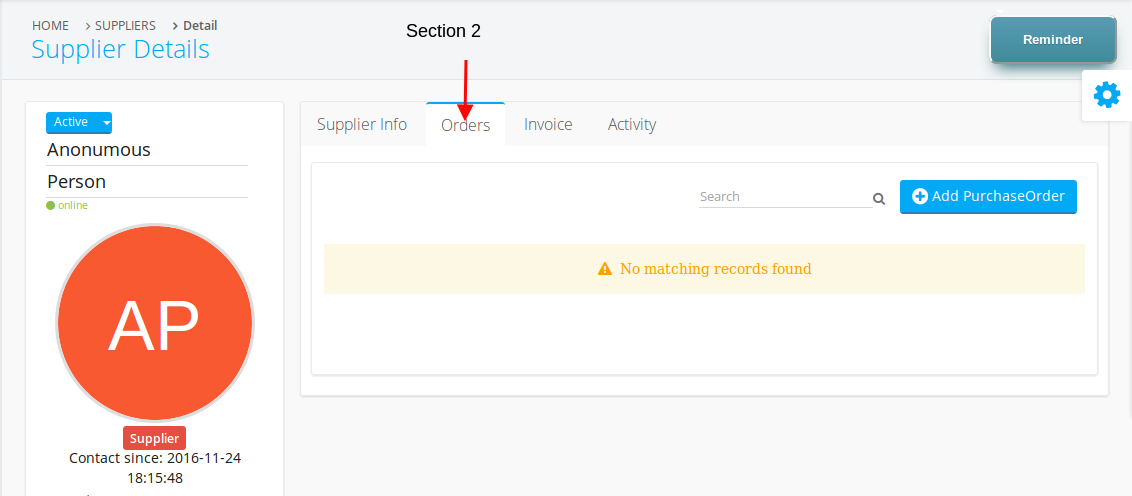 HOME > SUPPLIERS > Detail
Supplier Details
Section 2
Reminder
Active
Anonumous
Person
online
AP
Supplier
Contact since: 2016-11-24
18:15:48
Supplier Info Orders Invoice Activity
Search
Add PurchaseOrder
No matching records found